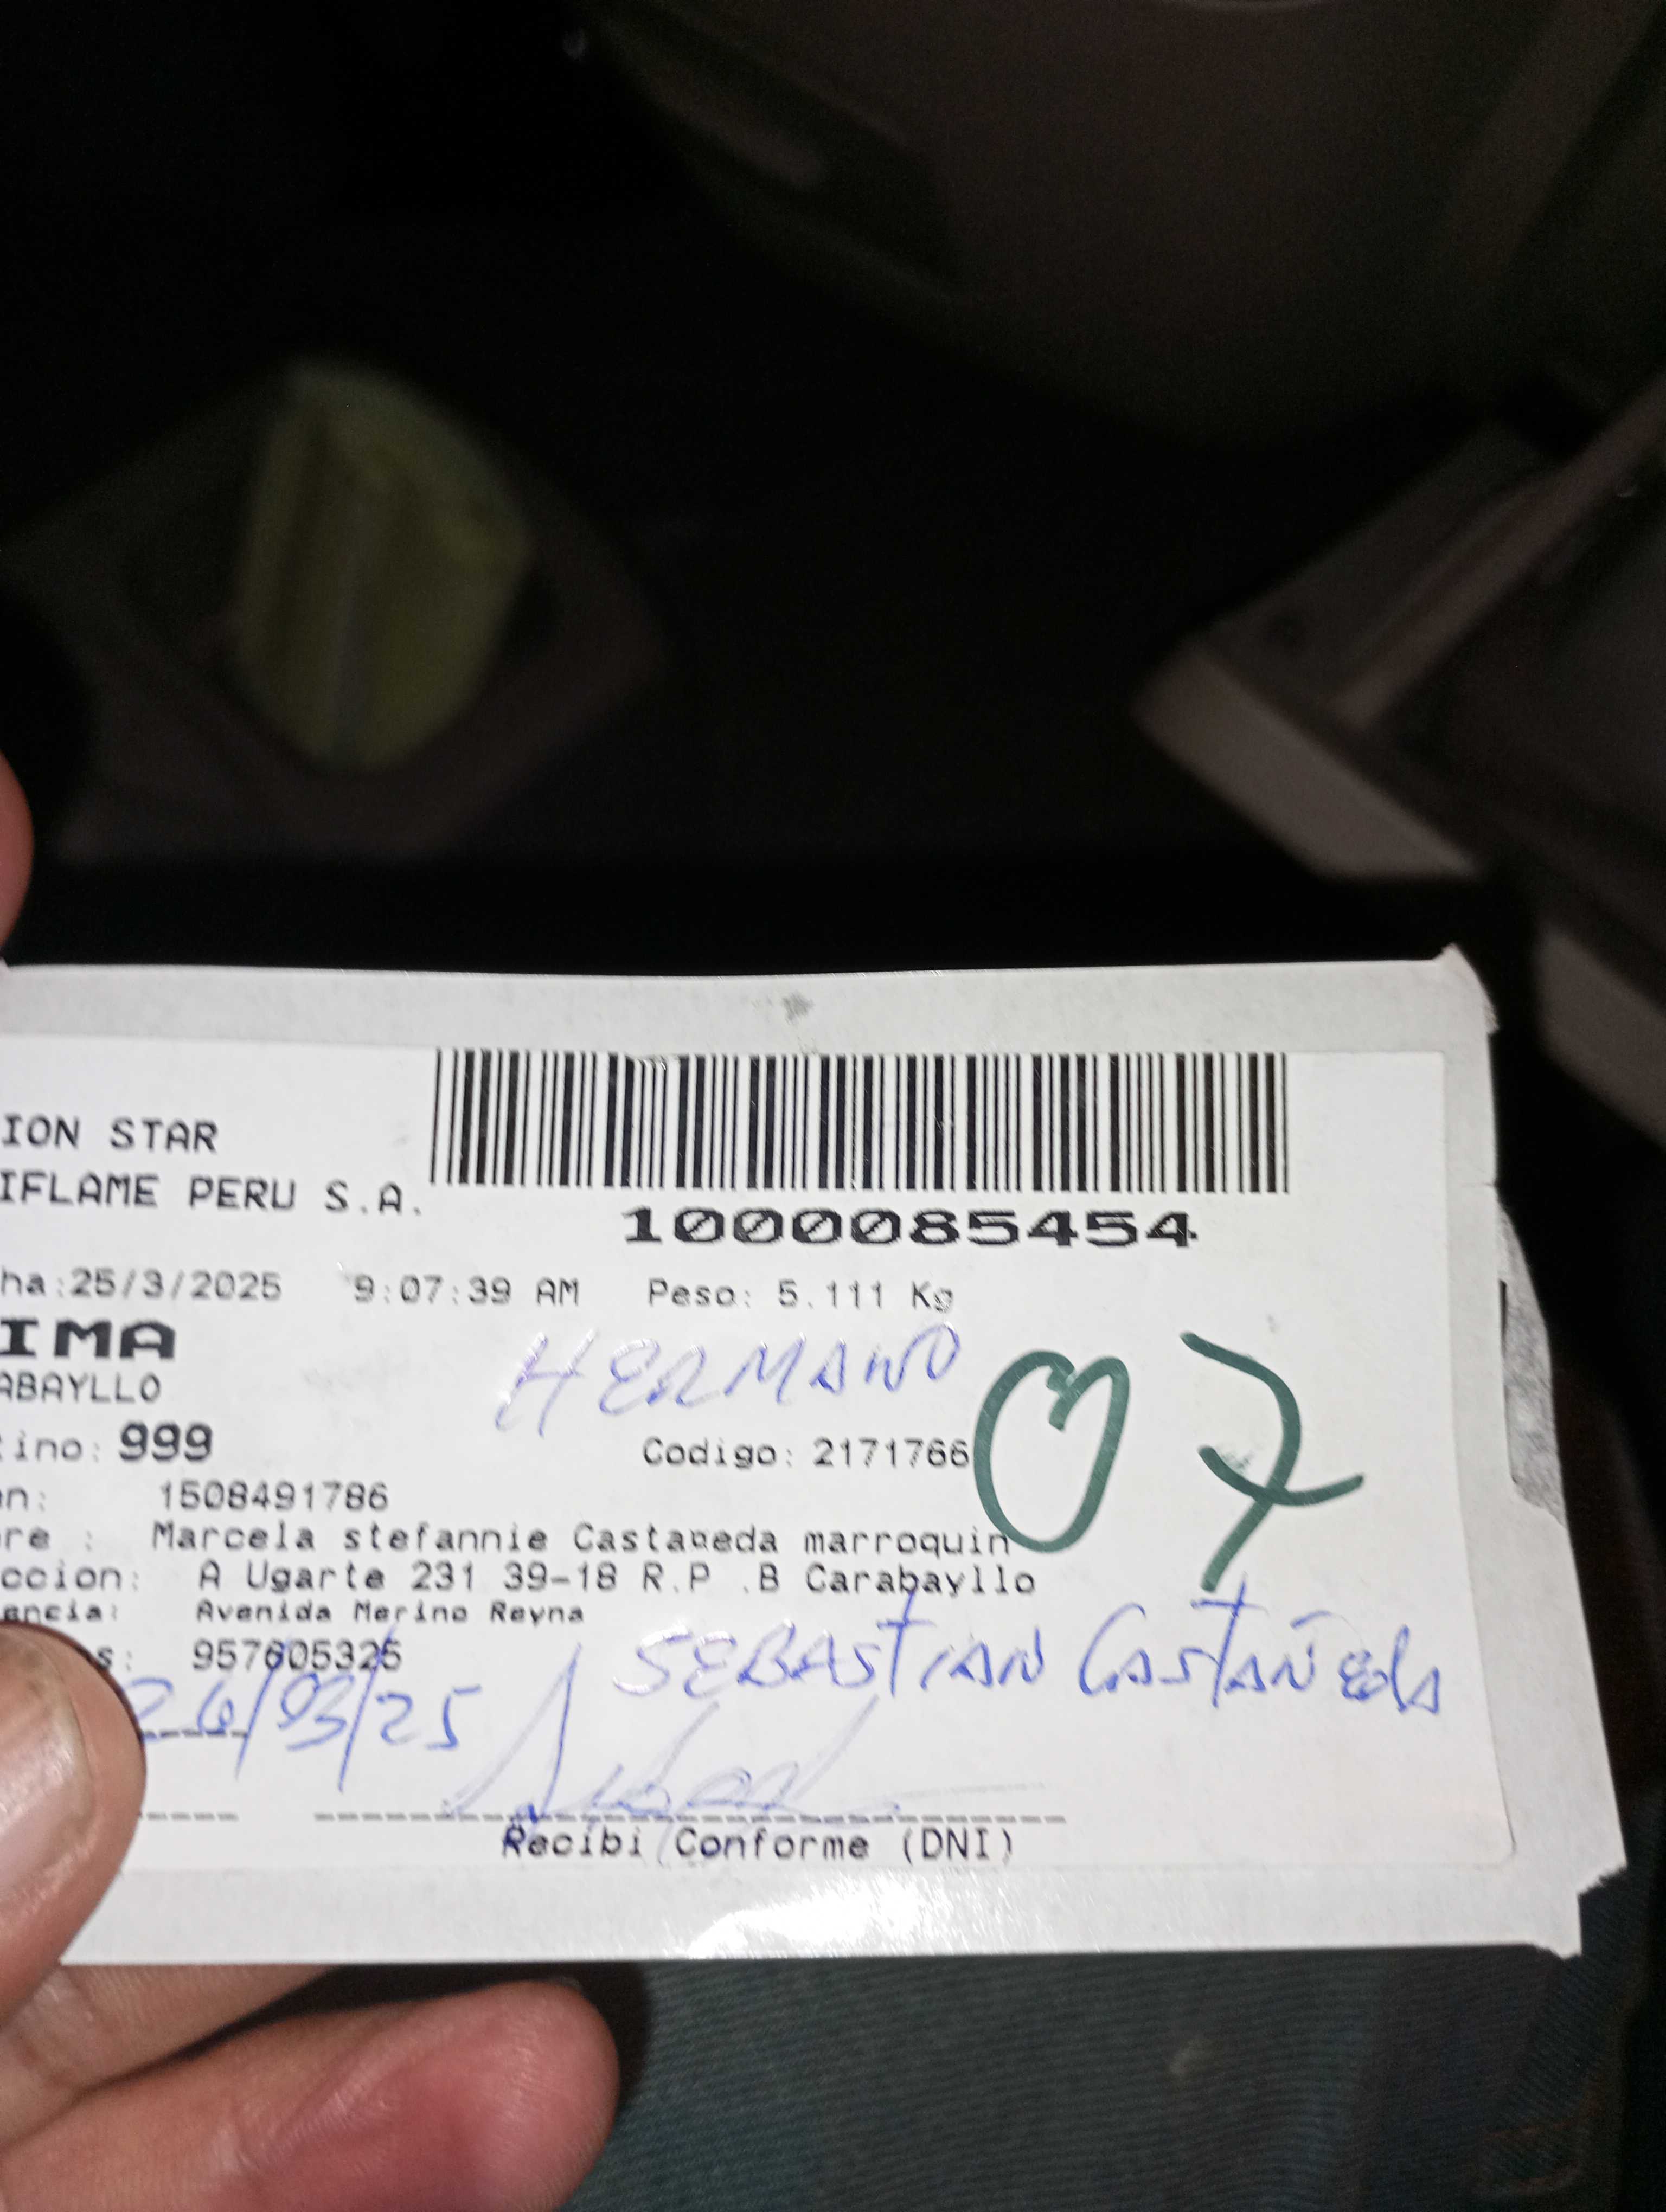 ION STAR
IFLAME PERU S.A.
1000085454
ha:25/3/2025 9:07:39 AM Peso: 5.111 Kg
IMA
HERMANO
07
ABAYLLO
ino: 999 Codigo: 2171766
n: 1508491786
re : Marcela stefannie Castaneda marroquin
ccion: A Ugarte 231 39-18 R.P .B Carabayllo
encia: Avenida Merino Reyna
s: 957605325
SEBASTIAN CASTAÑEDA
26/03/25
Recibi Conforme (DNI)